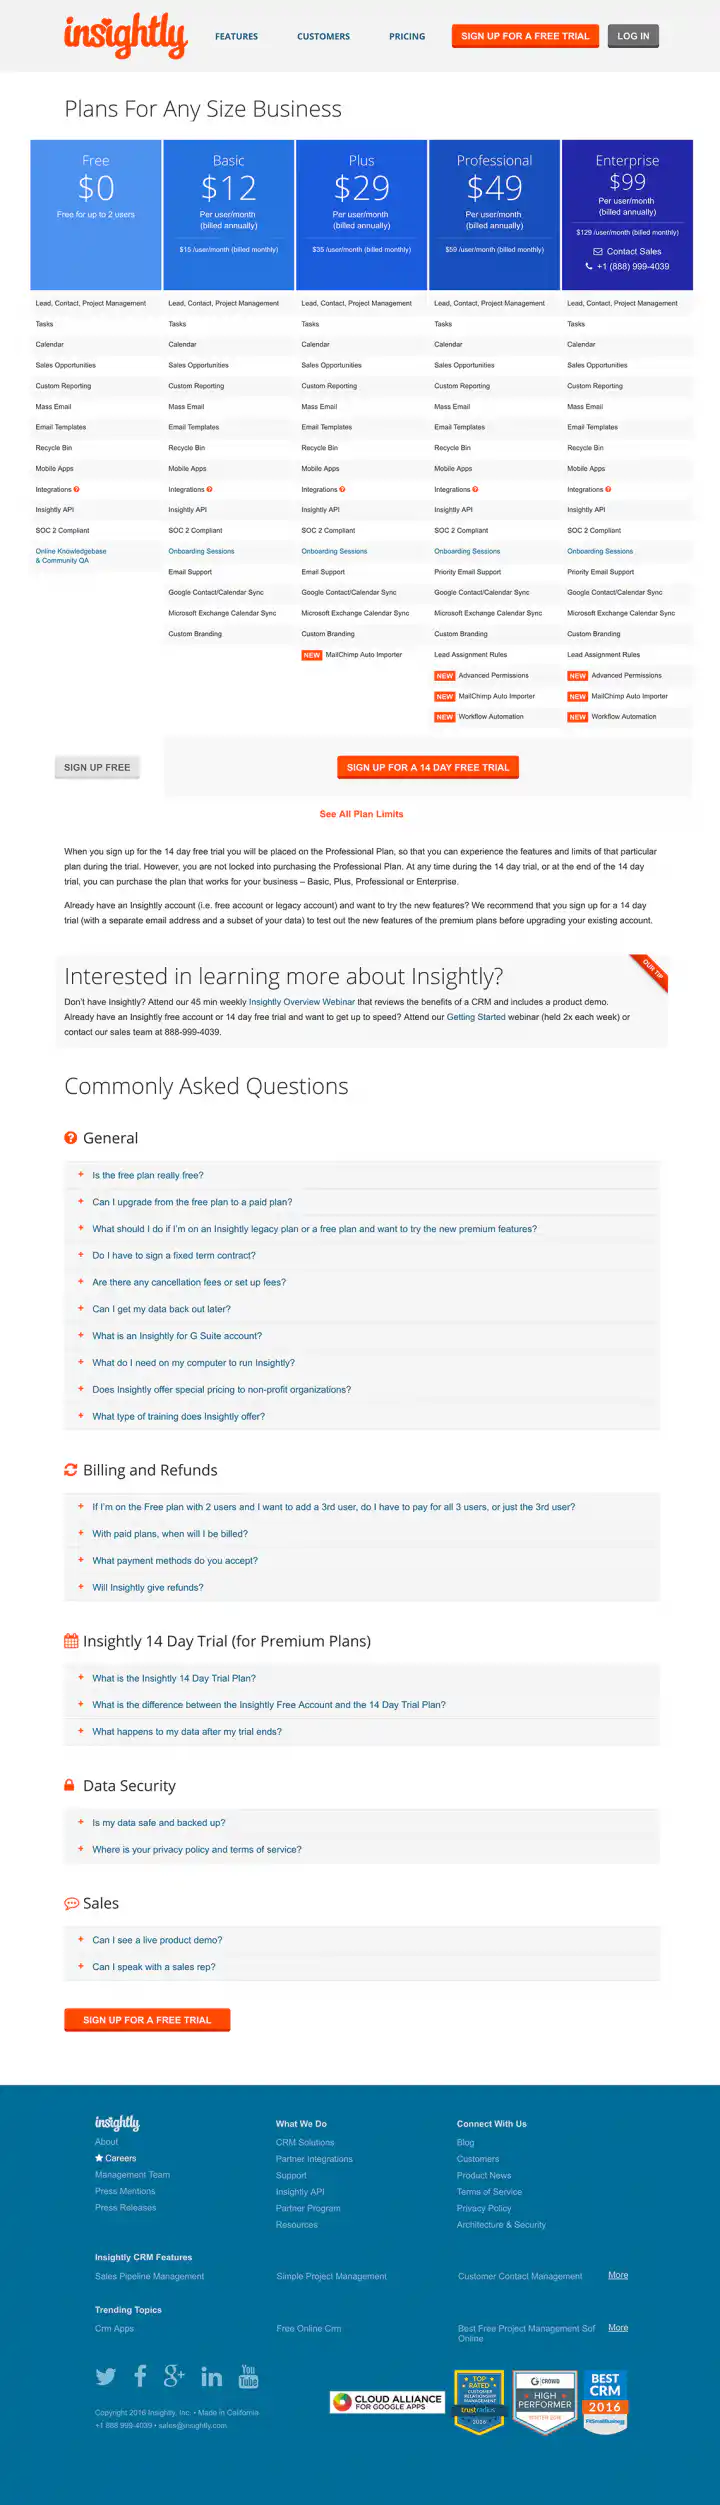 insightly
FEATURES CUSTOMERS PRICING SIGN UP FOR A FREE TRIAL LOG IN
Plans For Any Size Business
Free
$0
Free for up to 2 users
Basic
$12
Per user/month
(billed annually)
$15 /user/month (billed monthly)
Plus
$29
Per user/month
(billed annually)
$35 /user/month (billed monthly)
Professional
$49
Per user/month
(billed annually)
$59 /user/month (billed monthly)
Enterprise
$99
Per user/month
(billed annually)
$129 /user/month (billed monthly)
Contact Sales
+1 (888) 999-4039
Lead, Contact, Project Management Lead, Contact, Project Management Lead, Contact, Project Management Lead, Contact, Project Management Lead, Contact, Project Management
Tasks Tasks Tasks Tasks Tasks
Calendar Calendar Calendar Calendar Calendar
Sales Opportunities Sales Opportunities Sales Opportunities Sales Opportunities Sales Opportunities
Custom Reporting Custom Reporting Custom Reporting Custom Reporting Custom Reporting
Mass Email Mass Email Mass Email Mass Email Mass Email
Email Templates Email Templates Email Templates Email Templates Email Templates
Recycle Bin Recycle Bin Recycle Bin Recycle Bin Recycle Bin
Mobile Apps Mobile Apps Mobile Apps Mobile Apps Mobile Apps
Integrations ? Integrations ? Integrations ? Integrations ? Integrations ?
Insightly API Insightly API Insightly API Insightly API Insightly API
SOC 2 Compliant SOC 2 Compliant SOC 2 Compliant SOC 2 Compliant SOC 2 Compliant
Online Knowledgebase Onboarding Sessions Onboarding Sessions Onboarding Sessions Onboarding Sessions
& Community QA
Email Support Email Support Priority Email Support Priority Email Support
Google Contact/Calendar Sync Google Contact/Calendar Sync Google Contact/Calendar Sync Google Contact/Calendar Sync
Microsoft Exchange Calendar Sync Microsoft Exchange Calendar Sync Microsoft Exchange Calendar Sync Microsoft Exchange Calendar Sync
Custom Branding Custom Branding Custom Branding Custom Branding
NEW MailChimp Auto Importer Lead Assignment Rules Lead Assignment Rules
NEW Advanced Permissions NEW Advanced Permissions
NEW MailChimp Auto Importer NEW MailChimp Auto Importer
NEW Workflow Automation NEW Workflow Automation
SIGN UP FREE SIGN UP FOR A 14 DAY FREE TRIAL
See All Plan Limits
When you sign up for the 14 day free trial you will be placed on the Professional Plan, so that you can experience the features and limits of that particular
plan during the trial. However, you are not locked into purchasing the Professional Plan. At any time during the 14 day trial, or at the end of the 14 day
trial, you can purchase the plan that works for your business – Basic, Plus, Professional or Enterprise.
Already have an Insightly account (i.e. free account or legacy account) and want to try the new features? We recommend that you sign up for a 14 day
trial (with a separate email address and a subset of your data) to test out the new features of the premium plans before upgrading your existing account.
OUR TIP
Interested in learning more about Insightly?
Don't have Insightly? Attend our 45 min weekly Insightly Overview Webinar that reviews the benefits of a CRM and includes a product demo.
Already have an Insightly free account or 14 day free trial and want to get up to speed? Attend our Getting Started webinar (held 2x each week) or
contact our sales team at 888-999-4039.
Commonly Asked Questions
? General
+ Is the free plan really free?
+ Can I upgrade from the free plan to a paid plan?
+ What should I do if I'm on an Insightly legacy plan or a free plan and want to try the new premium features?
+ Do I have to sign a fixed term contract?
+ Are there any cancellation fees or set up fees?
+ Can I get my data back out later?
+ What is an Insightly for G Suite account?
+ What do I need on my computer to run Insightly?
+ Does Insightly offer special pricing to non-profit organizations?
+ What type of training does Insightly offer?
Billing and Refunds
+ If I'm on the Free plan with 2 users and I want to add a 3rd user, do I have to pay for all 3 users, or just the 3rd user?
+ With paid plans, when will I be billed?
+ What payment methods do you accept?
+ Will Insightly give refunds?
Insightly 14 Day Trial (for Premium Plans)
+ What is the Insightly 14 Day Trial Plan?
+ What is the difference between the Insightly Free Account and the 14 Day Trial Plan?
+ What happens to my data after my trial ends?
Data Security
+ Is my data safe and backed up?
+ Where is your privacy policy and terms of service?
Sales
+ Can I see a live product demo?
+ Can I speak with a sales rep?
SIGN UP FOR A FREE TRIAL
insightly
About
Careers
Management Team
Press Mentions
Press Releases
What We Do
CRM Solutions
Partner Integrations
Support
Insightly API
Partner Program
Resources
Connect With Us
Blog
Customers
Product News
Terms of Service
Privacy Policy
Architecture & Security
Insightly CRM Features
Sales Pipeline Management Simple Project Management Customer Contact Management More
Trending Topics
Crm Apps Free Online Crm Best Free Project Management Sof More
Online
You
Tube
Copyright 2016 Insightly, Inc. • Made in California
+1 888 999-4039 • sales@insightly.com
CLOUD ALLIANCE
FOR GOOGLE APPS
TOP
RATED
CUSTOMER
RELATIONSHIP
MANAGEMENT
trustradius
2016
CROWD
HIGH
PERFORMER
WINTER 2016
BEST
CRM
2016
FitSmallBusiness